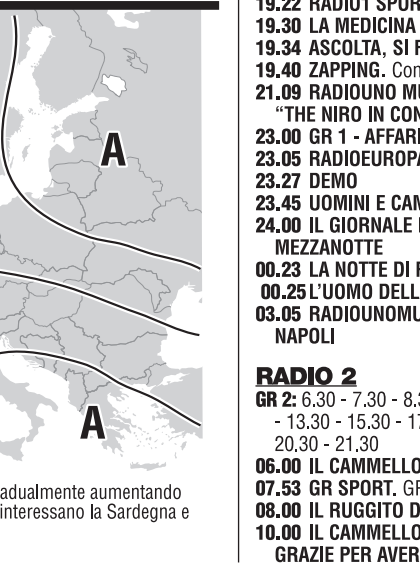 A
A
adualmente aumentando
interessano la Sardegna e
19.22 RADIO1 SPOR
19.30 LA MEDICINA
19.34 ASCOLTA, SI F
19.40 ZAPPING. Con
21.09 RADIOUNO MU
"THE NIRO IN CON
23.00 GR 1 - AFFARI
23.05 RADIOEUROPA
23.27 DEMO
23.45 UOMINI E CAM
24.00 IL GIORNALE
MEZZANOTTE
00.23 LA NOTTE DI
00.25 L'UOMO DELL
03.05 RADIOUNOMU
NAPOLI
RADIO 2
GR 2: 6.30 - 7.30 - 8.3
- 13.30 - 15.30 - 17
20.30 - 21.30
06.00 IL CAMMELLO
07.53 GR SPORT. GR
08.00 IL RUGGITO D
10.00 IL CAMMELLO
GRAZIE PER AVER